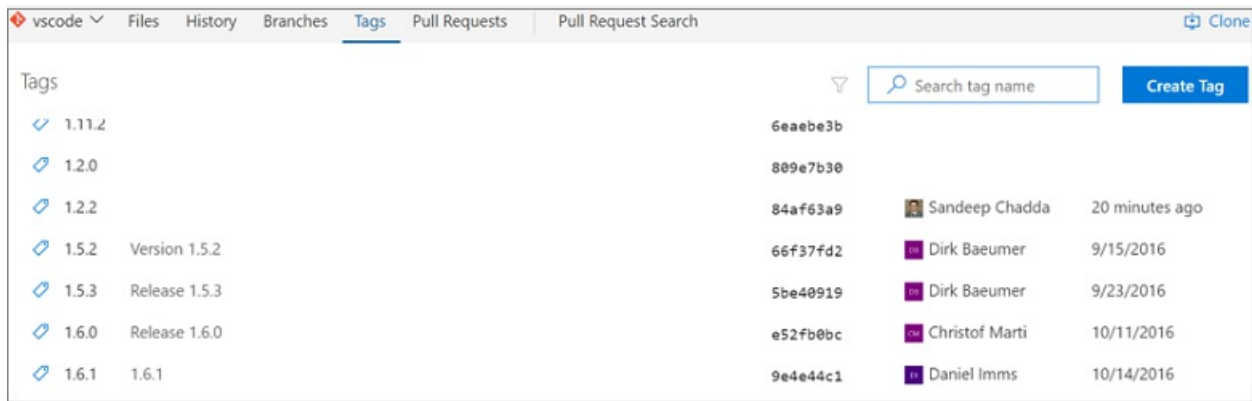 vscode Files History Branches Tags Pull Requests Pull Request Search Clone
Tags Search tag name Create Tag
1.11.2 6eaebe3b
1.2.0 809e7b30
1.2.2 84af63a9 Sandeep Chadda 20 minutes ago
1.5.2 Version 1.5.2 66f37fd2 DB Dirk Baeumer 9/15/2016
1.5.3 Release 1.5.3 5be40919 DB Dirk Baeumer 9/23/2016
1.6.0 Release 1.6.0 e52fb0bc CM Christof Marti 10/11/2016
1.6.1 1.6.1 9e4e44c1 Daniel Imms 10/14/2016